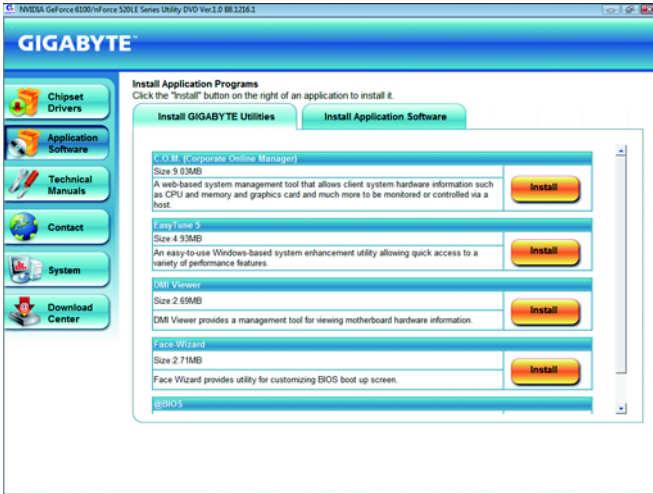 NVIDIA GeForce 6100/nForce 520LE Series Utility DVD Ver.1.0 B8.1216.1
GIGABYTE™
Chipset
Drivers
Application
Software
Technical
Manuals
Contact
System
Download
Center
Install Application Programs
Click the "Install" button on the right of an application to install it.
Install GIGABYTE Utilities
Install Application Software
C.O.M. (Corporate Online Manager)
Size:9.03MB
A web-based system management tool that allows client system hardware information such
as CPU and memory and graphics card and much more to be monitored or controlled via a
host.
Install
EasyTune 5
Size:4.93MB
An easy-to-use Windows-based system enhancement utility allowing quick access to a
variety of performance features.
Install
DMI Viewer
Size:2.69MB
DMI Viewer provides a management tool for viewing motherboard hardware information.
Install
Face-Wizard
Size:2.71MB
Face Wizard provides utility for customizing BIOS boot up screen.
Install
@BIOS